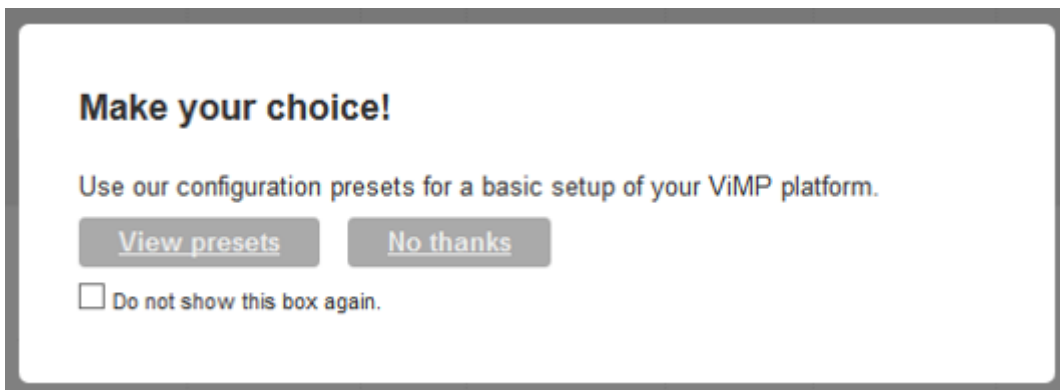 Make your choice!
Use our configuration presets for a basic setup of your ViMP platform.
View presets No thanks
Do not show this box again.